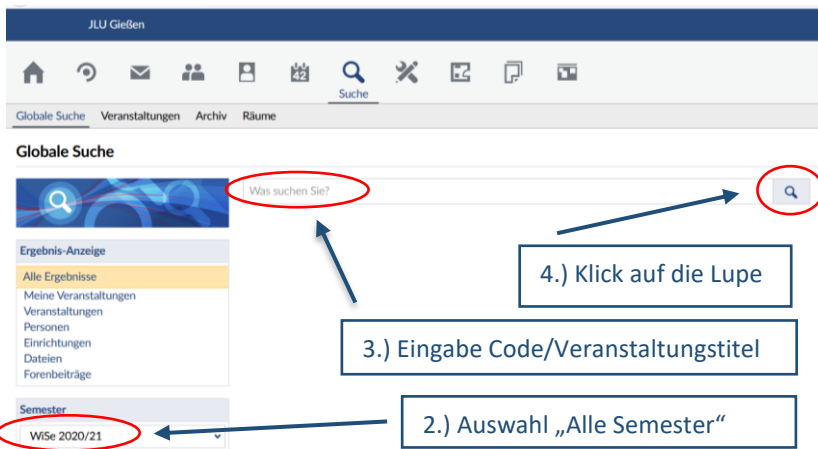 JLU Gießen
42
Suche
Globale Suche Veranstaltungen Archiv Räume
Globale Suche
Was suchen Sie?
Ergebnis-Anzeige
Alle Ergebnisse
Meine Veranstaltungen
Veranstaltungen
Personen
Einrichtungen
Dateien
Forenbeiträge
4.) Klick auf die Lupe
3.) Eingabe Code/Veranstaltungstitel
Semester
WiSe 2020/21
2.) Auswahl „Alle Semester“